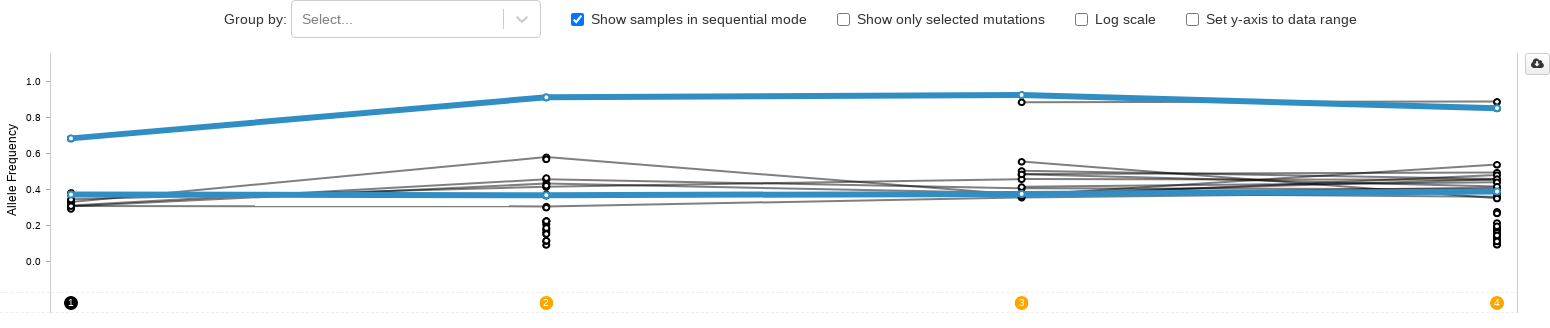 Group by: Select... Show samples in sequential mode Show only selected mutations Log scale Set y-axis to data range
Allele Frequency
1.0
0.8
0.6
0.4
0.2
0.0
1 2 3 4